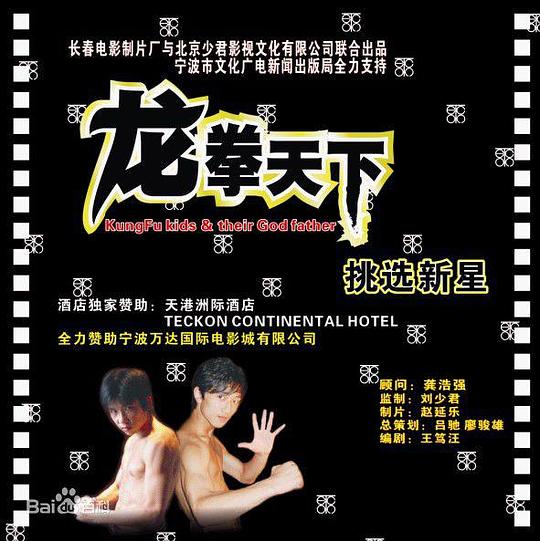 长春电影制片厂与北京少君影视文化有限公司联合出品
宁波市文化广电新闻出版局全力支持
龙拳天下
KungFu kids & their God father
挑选新星
酒店独家赞助：天港洲际酒店
TECKON CONTINENTAL HOTEL
全力赞助宁波万达国际电影城有限公司
顾问：龚浩强
监制：刘少君
制片：赵延乐
总策划：吕驰 廖骏雄
编剧：王笃汪
Baidu百科